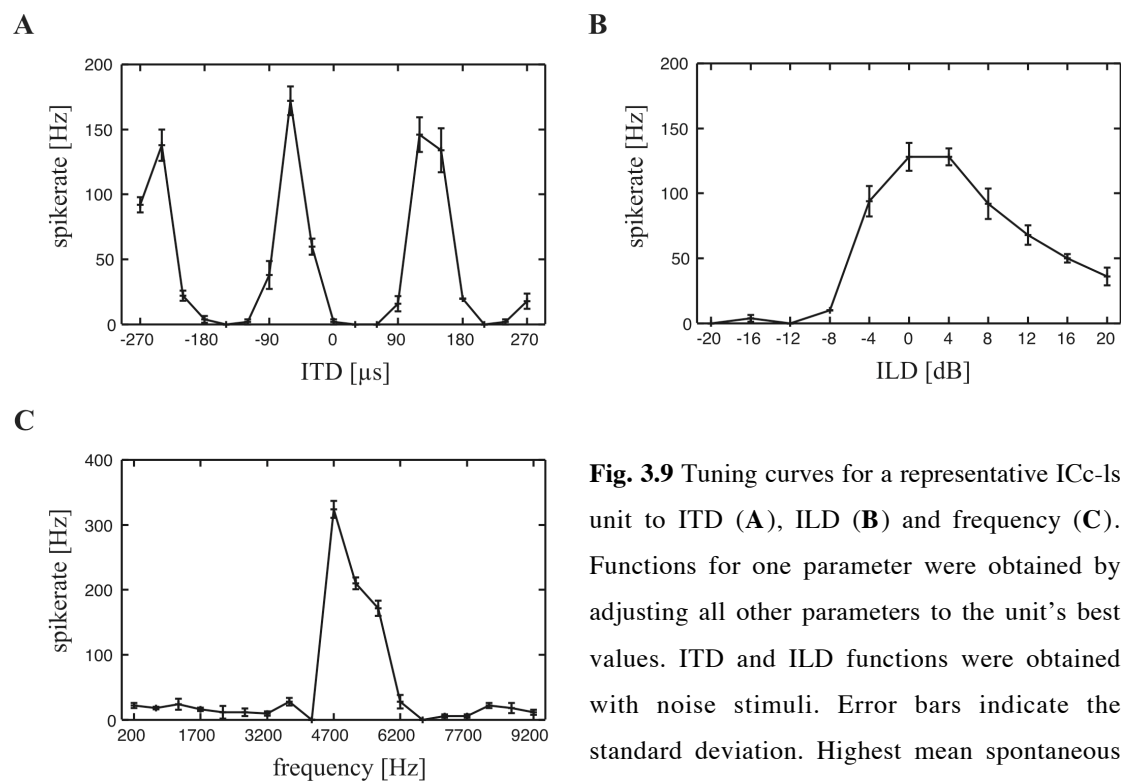 A
200
150
100
50
0
spikerate [Hz]
-270 -180 -90 0 90 180 270
ITD [µs]
B
200
150
100
50
0
spikerate [Hz]
-20 -16 -12 -8 -4 0 4 8 12 16 20
ILD [dB]
C
400
300
200
100
0
spikerate [Hz]
200 1700 3200 4700 6200 7700 9200
frequency [Hz]
Fig. 3.9 Tuning curves for a representative ICc-ls
unit to ITD (A), ILD (B) and frequency (C).
Functions for one parameter were obtained by
adjusting all other parameters to the unit's best
values. ITD and ILD functions were obtained
with noise stimuli. Error bars indicate the
standard deviation. Highest mean spontaneous